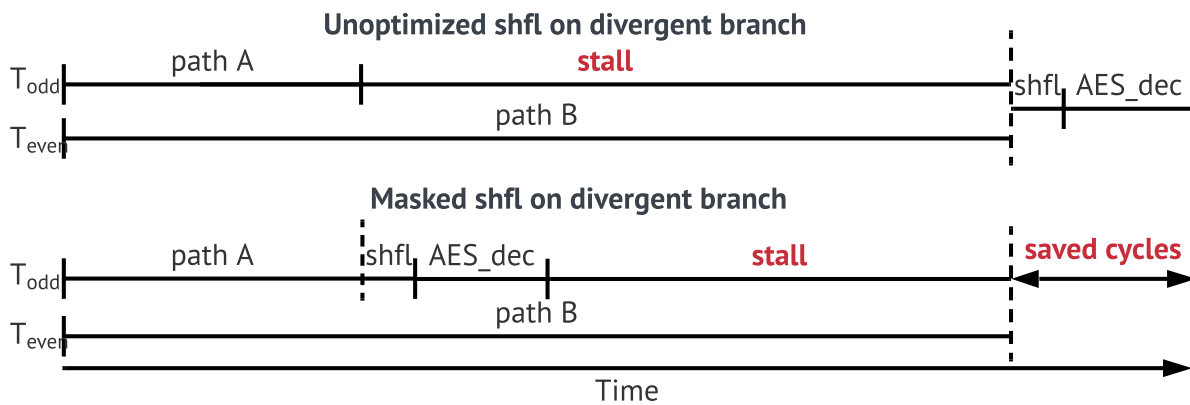 Unoptimized shfl on divergent branch
path A stall
Todd
shfl AES_dec
path B
Teven
Masked shfl on divergent branch
path A shfl AES_dec stall saved cycles
Todd
path B
Teven
Time